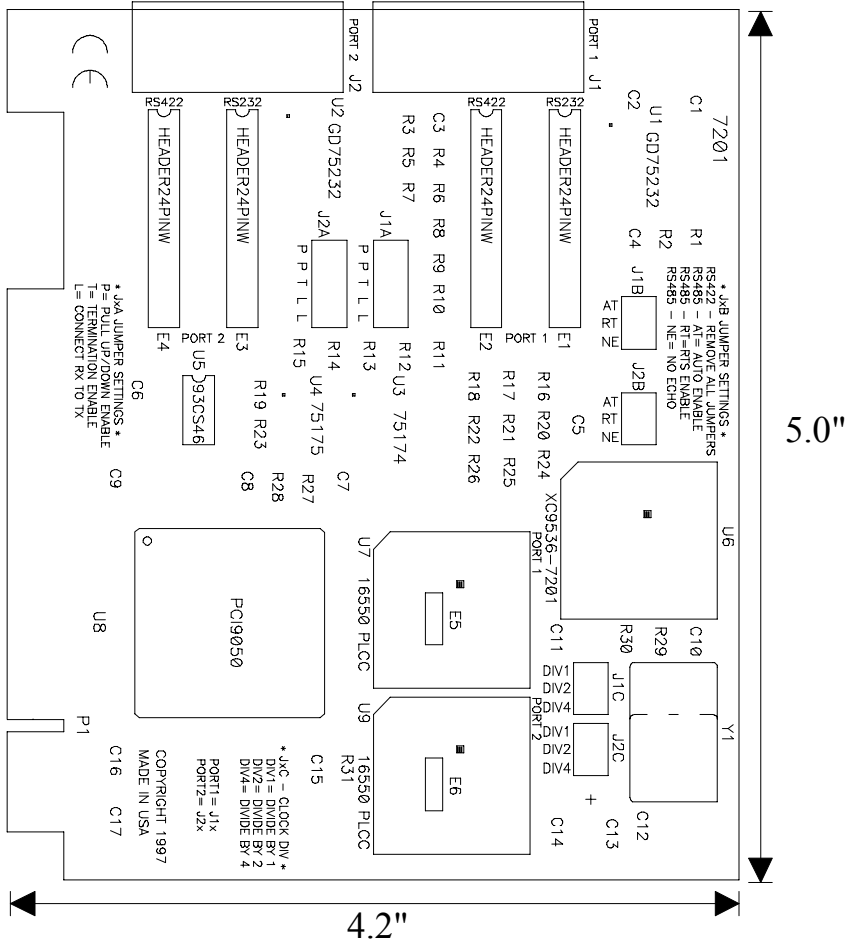 PORT 2
J2
PORT 1
J1
RS422
RS232
RS422
RS232
HEADER24PINW
HEADER24PINW
HEADER24PINW
HEADER24PINW
E4
E3
E2
E1
PORT 2
PORT 1
U2 GD75232
U1 GD75232
C1
C2
7201
C3
R3 R5 R7
R4 R6 R8 R9 R10
R11
C4
R2
R1
J2A
P P T L L
J1A
P P T L L
R15
R14
R13
R12
J1B
AT
RT
NE
J2B
AT
RT
NE
* JxB JUMPER SETTINGS *
RS422 - REMOVE ALL JUMPERS
RS485 - AT= AUTO ENABLE
RS485 - RT=RTS ENABLE
RS485 - NE= NO ECHO
* JxA JUMPER SETTINGS *
P= PULL UP/DOWN ENABLE
T= TERMINATION ENABLE
L= CONNECT RX TO TX
C6
U5
93CS46
R19 R23
U4 75175
U3 75174
R18 R22 R26
R17 R21 R25
R16 R20 R24
C5
C9
C8
R28
R27
C7
5.0"
U6
XC9536-7201
PORT 1
U7
16550 PLCC
E5
PCI9050
U8
C11
R30
R29
C10
DIV1
DIV2
DIV4
J1C
DIV1
DIV2
DIV4
J2C
Y1
PORT 2
U9
16550 PLCC
E6
P1
C16
C17
COPYRIGHT 1997
MADE IN USA
PORT1= J1x
PORT2= J2x
* JxC - CLOCK DIV *
DIV1= DIVIDE BY 1
DIV2= DIVIDE BY 2
DIV4= DIVIDE BY 4
C15
R31
C14
+
C13
C12
4.2"